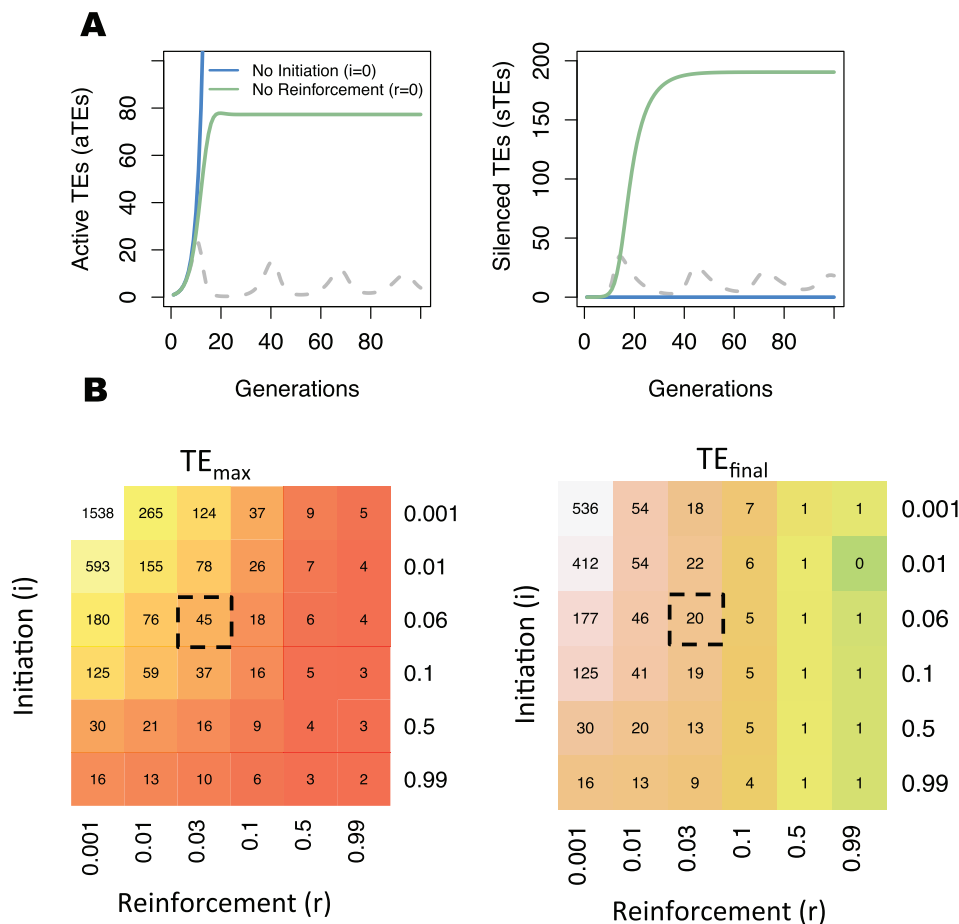 A
No Initiation (i=0)
No Reinforcement (r=0)
Active TEs (aTEs)
0 20 40 60 80
0 20 40 60 80
Generations
Silenced TEs (sTEs)
0 50 100 150 200
0 20 40 60 80
Generations
B
TEmax
Initiation (i)
1538 265 124 37 9 5 0.001
593 155 78 26 7 4 0.01
180 76 45 18 6 4 0.06
125 59 37 16 5 3 0.1
30 21 16 9 4 3 0.5
16 13 10 6 3 2 0.99
0.001 0.01 0.03 0.1 0.5 0.99
Reinforcement (r)
TEfinal
Initiation (i)
536 54 18 7 1 1 0.001
412 54 22 6 1 0 0.01
177 46 20 5 1 1 0.06
125 41 19 5 1 1 0.1
30 20 13 5 1 1 0.5
16 13 9 4 1 1 0.99
0.001 0.01 0.03 0.1 0.5 0.99
Reinforcement (r)